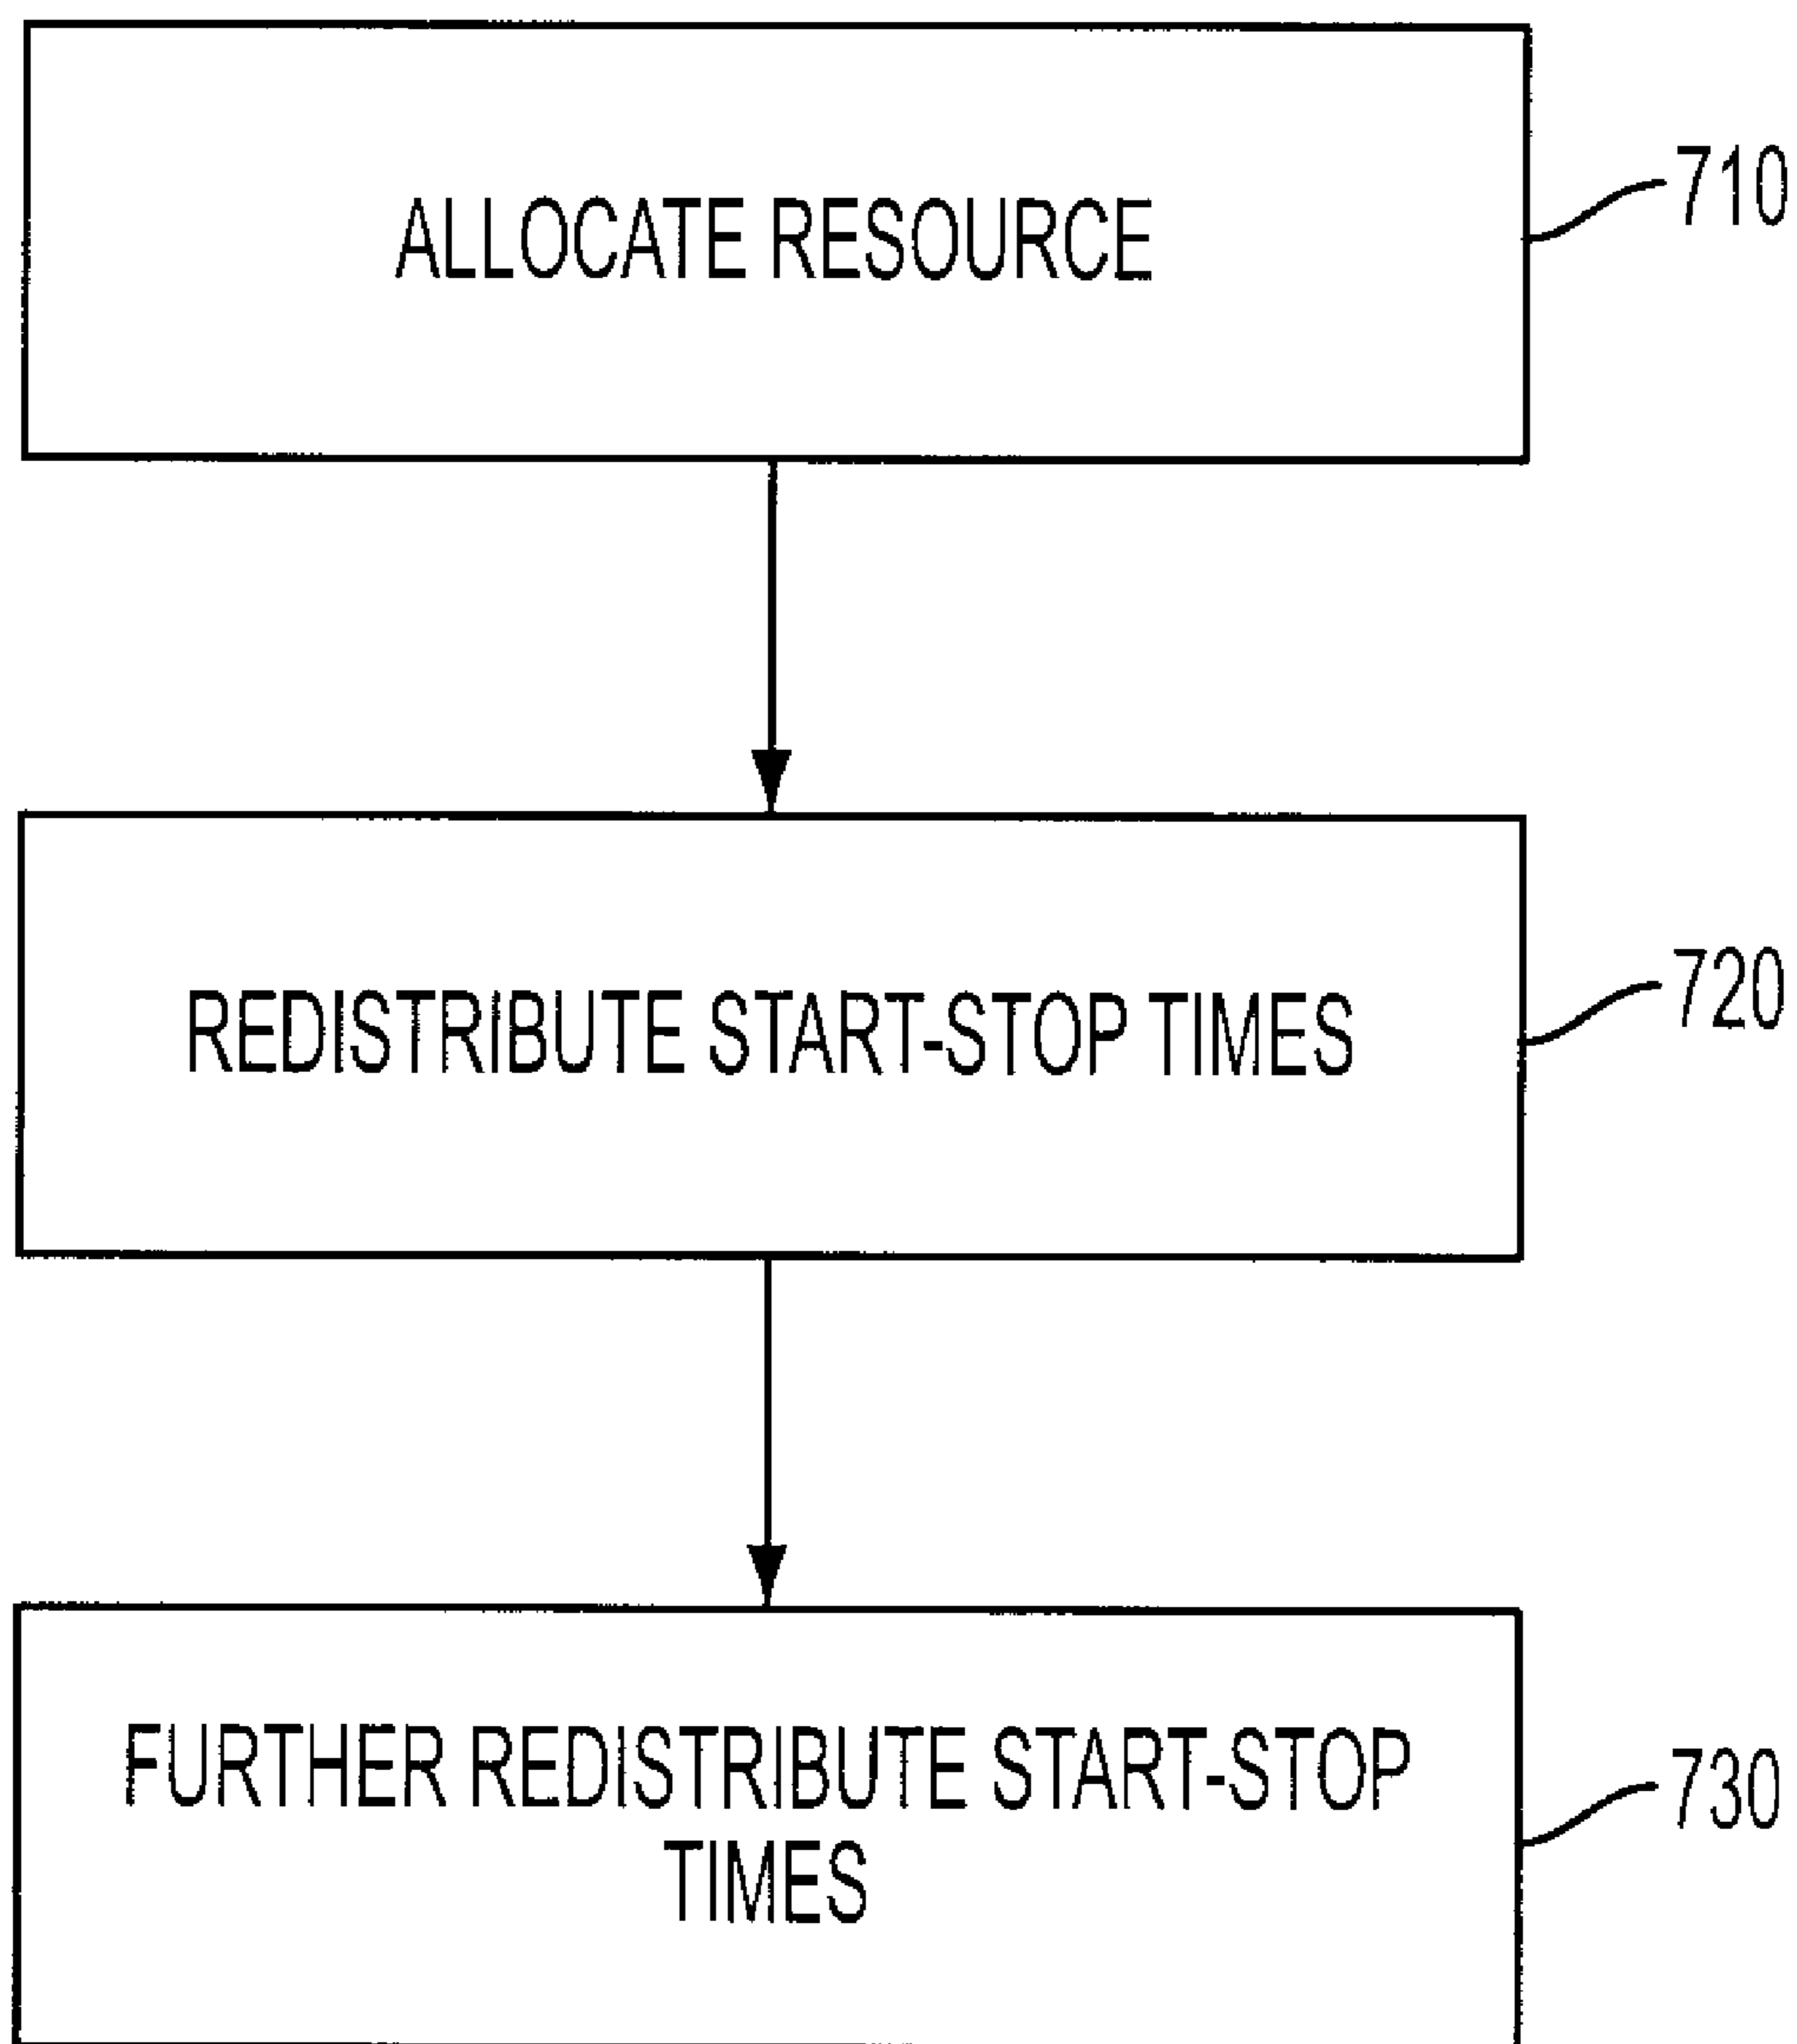 ALLOCATE RESOURCE
710
REDISTRIBUTE START-STOP TIMES
720
FURTHER REDISTRIBUTE START-STOP
TIMES
730